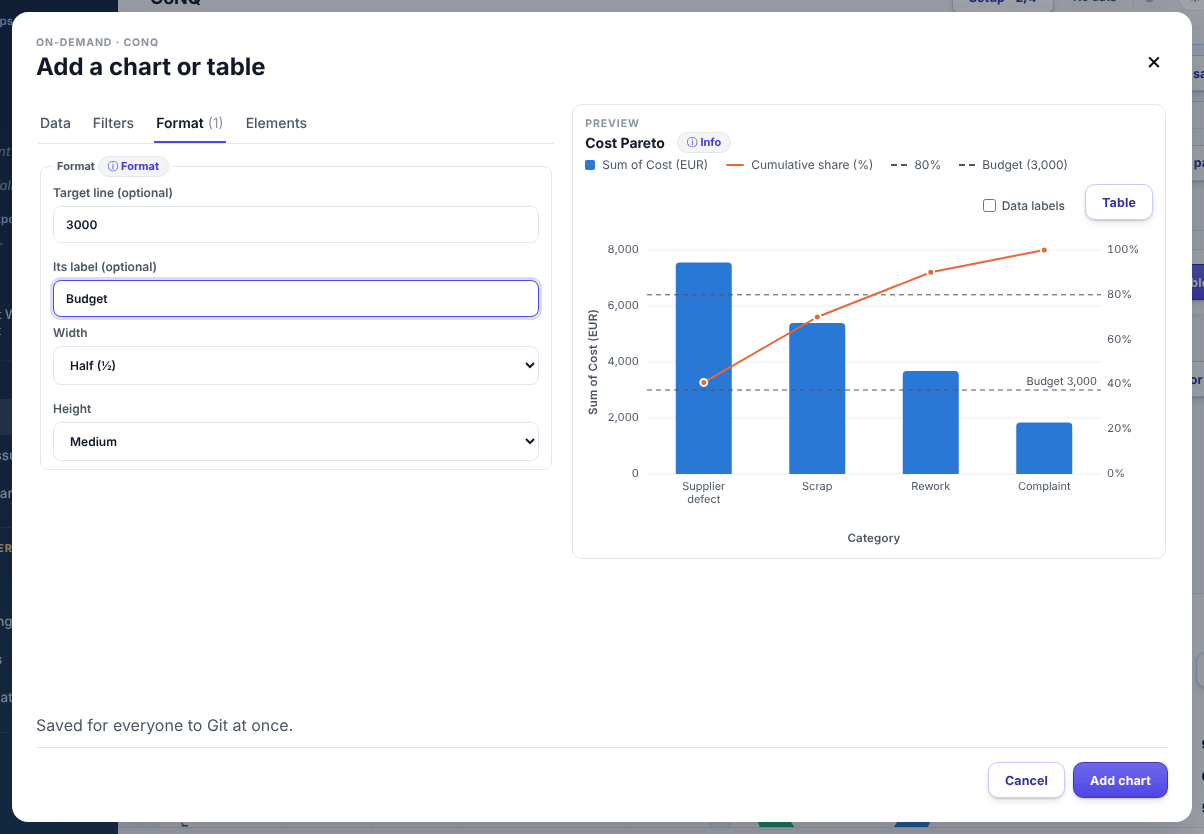 ON-DEMAND · CONQ
Add a chart or table
Data Filters Format (1) Elements
Format ⓘ Format
Target line (optional)
3000
Its label (optional)
Budget
Width
Half (½)
Height
Medium
PREVIEW
Cost Pareto ⓘ Info
Sum of Cost (EUR) Cumulative share (%) 80% Budget (3,000)
Data labels Table
8,000
6,000
4,000
2,000
0
Sum of Cost (EUR)
100%
80%
60%
40%
20%
0%
Budget 3,000
Supplier defect
Scrap
Rework
Complaint
Category
Saved for everyone to Git at once.
Cancel Add chart